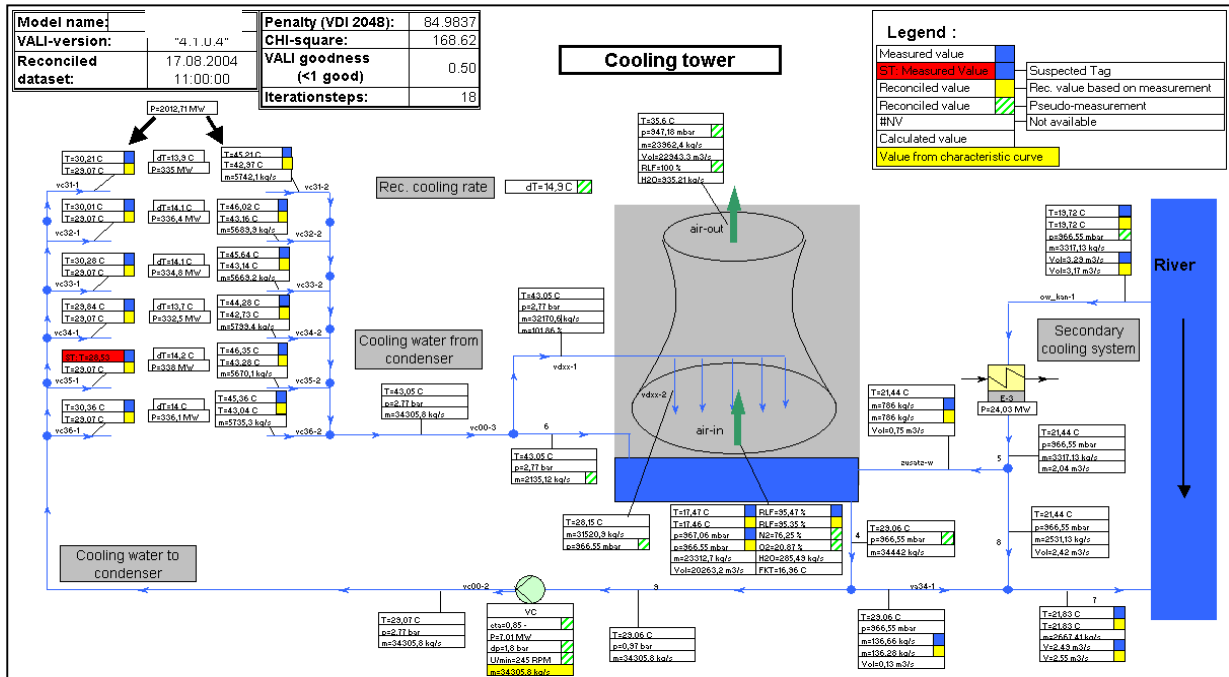 Model name:
VALI-version: "4.1.0.4"
Reconciled dataset: 17.08.2004 11:00:00
Penalty (VDI 2048): 84.9837
CHI-square: 168.62
VALI goodness (<1 good) 0.50
Iterationsteps: 18
Cooling tower
Legend :
Measured value
ST: Measured Value Suspected Tag
Reconciled value Rec. value based on measurement
Reconciled value Pseudo-measurement
#NV Not available
Calculated value
Value from characteristic curve
P=2012,71 MW
T=30,21 C
T=29.07 C
vc31-1
dT=13,9 C
P=335 MW
T=45,21 C
T=42,97 C
m=5742,1 kg/s
vc31-2
T=30,01 C
T=29.07 C
vc32-1
dT=14,1 C
P=336,4 MW
T=46,02 C
T=43,16 C
m=5689,9 kg/s
vc32-2
T=30,28 C
T=29.07 C
vc33-1
dT=14,1 C
P=334,8 MW
T=45,64 C
T=43,14 C
m=5669,2 kg/s
vc33-2
T=29,84 C
T=29.07 C
vc34-1
dT=13,7 C
P=332,5 MW
T=44,28 C
T=42,73 C
m=5799,4 kg/s
vc34-2
T=29.07 C
vc35-1
dT=14,2 C
P=338 MW
T=46,35 C
T=43,28 C
m=5670,1 kg/s
vc35-2
T=30,36 C
T=29.07 C
vc36-1
dT=14 C
P=336,1 MW
T=45,36 C
T=43,04 C
m=5735,3 kg/s
vc36-2
Rec. cooling rate
dT=14,9 C
T=35.6 C
p=947,18 mbar
m=23962,4 kg/s
Vol=22943.3 m3/s
RLF=100 %
H2O=935,21 kg/s
air-out
air-in
T=43,05 C
p=2,77 bar
m=32170,6kg/s
m=101,86 %
Cooling water from condenser
vdxx-1
vdxx-2
T=43,05 C
p=2.77 bar
m=34305,8 kg/s
vc00-3
6
T=43,05 C
p=2,77 bar
m=2135,12 kg/s
T=28,15 C
m=31520,9 kg/s
p=966.55 mbar
T=17,47 C RLF=95,47 %
T=17.46 C RLF=95.35 %
p=967,06 mbar N2=76,25 %
p=966.55 mbar O2=20.87 %
m=23312,7 kg/s H2O=285,49 kg/s
Vol=20263,2 m3/s FKT=16,96 C
4
T=29.06 C
p=966,55 mbar
m=34442 kg/s
T=19,72 C
T=19,72 C
p=966,55 mbar
m=3317,13 kg/s
Vol=3.29 m3/s
Vol=3,17 m3/s
River
Secondary cooling system
E-3
P=24,03 MW
T=21,44 C
m=786 kg/s
m=786 kg/s
Vol=0,75 m3/s
zusatz-w
T=21,44 C
p=966,55 mbar
m=3317.13 kg/s
m=2,04 m3/s
5
T=21,44 C
p=966,55 mbar
m=2531,13 kg/s
Vol=2,42 m3/s
8
Cooling water to condenser
vc00-2
T=29,07 C
p=2.77 bar
m=34305,8 kg/s
VC
eta=0,85 -
P=7,01 MW
dp=1,8 bar
U/min=245 RPM
m=34305.8 kg/s
9
T=29.06 C
p=0,97 bar
m=34305.8 kg/s
va34-1
T=29.06 C
p=966,55 mbar
m=136,66 kg/s
m=136.28 kg/s
Vol=0,13 m3/s
7
T=21,83 C
T=21.83 C
m=2667,41 kg/s
V=2.49 m3/s
V=2.55 m3/s